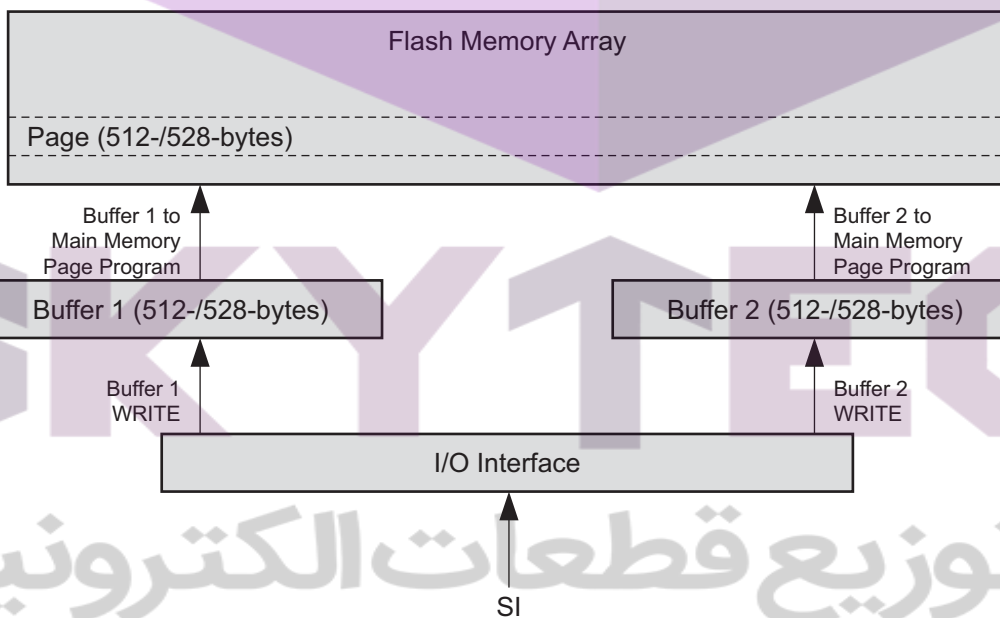 Flash Memory Array
Page (512-/528-bytes)
Buffer 1 to
Main Memory
Page Program
Buffer 2 to
Main Memory
Page Program
SKYTEC
Buffer 1 (512-/528-bytes)
Buffer 2 (512-/528-bytes)
Buffer 1
WRITE
Buffer 2
WRITE
I/O Interface
توزیع قطعات
SI